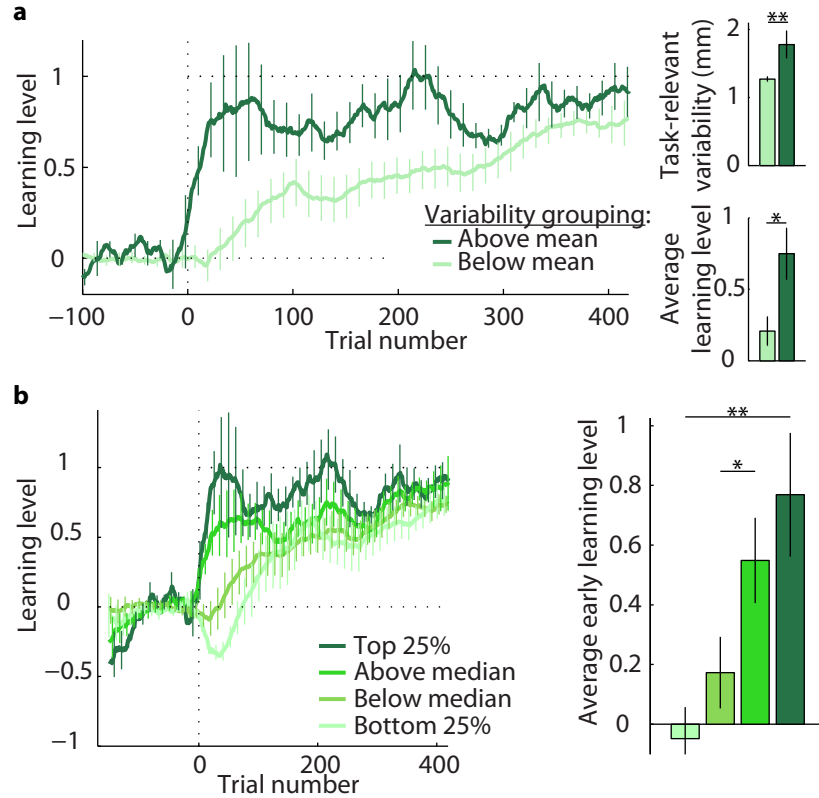 a
Learning level
1
0.5
0
−100
0
100
200
300
400
Trial number
Variability grouping:
Above mean
Below mean
Task-relevant
variability (mm)
2
1
0
**
Average
learning level
1
0.5
0
*
b
Learning level
1
0.5
0
−0.5
−1
0
200
400
Trial number
Top 25%
Above median
Below median
Bottom 25%
Average early learning level
1
0.8
0.6
0.4
0.2
0
**
*